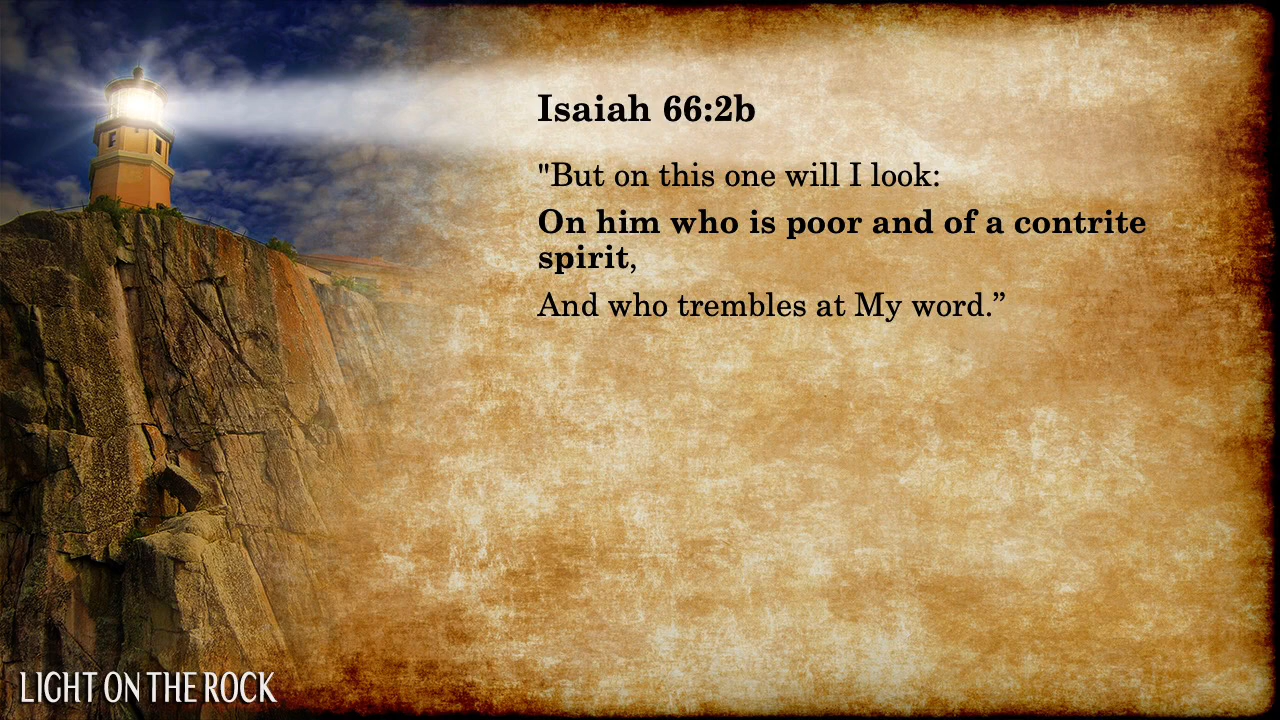 Isaiah 66:2b
"But on this one will I look:
On him who is poor and of a contrite
spirit,
And who trembles at My word.”
LIGHT ON THE ROCK